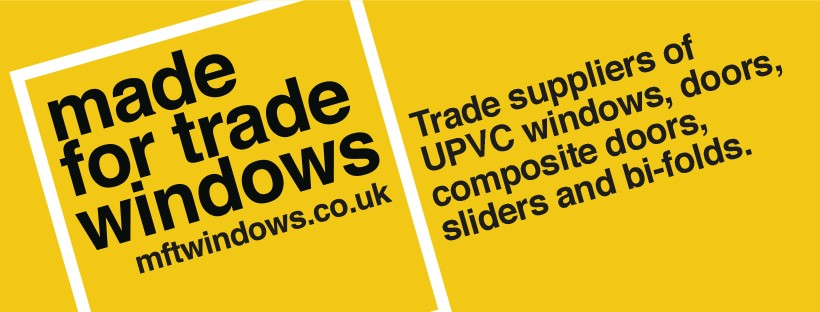 made
for trade
windows
mftwindows.co.uk
Trade suppliers of
UPVC windows, doors,
composite doors,
sliders and bi-folds.